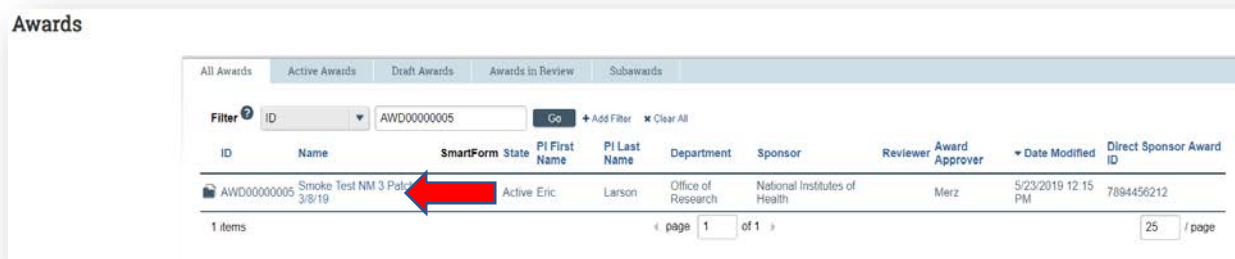 Awards
All Awards Active Awards Draft Awards Awards in Review Subawards
Filter ? ID AWD00000005 Go + Add Filter × Clear All
ID Name SmartForm State PI First Name PI Last Name Department Sponsor Reviewer Award Approver Date Modified Direct Sponsor Award ID
AWD00000005 Smoke Test NM 3 Patch 3/8/19 Active Eric Larson Office of Research National Institutes of Health Merz 5/23/2019 12:15 PM 7894456212
1 items page 1 of 1 25 / page